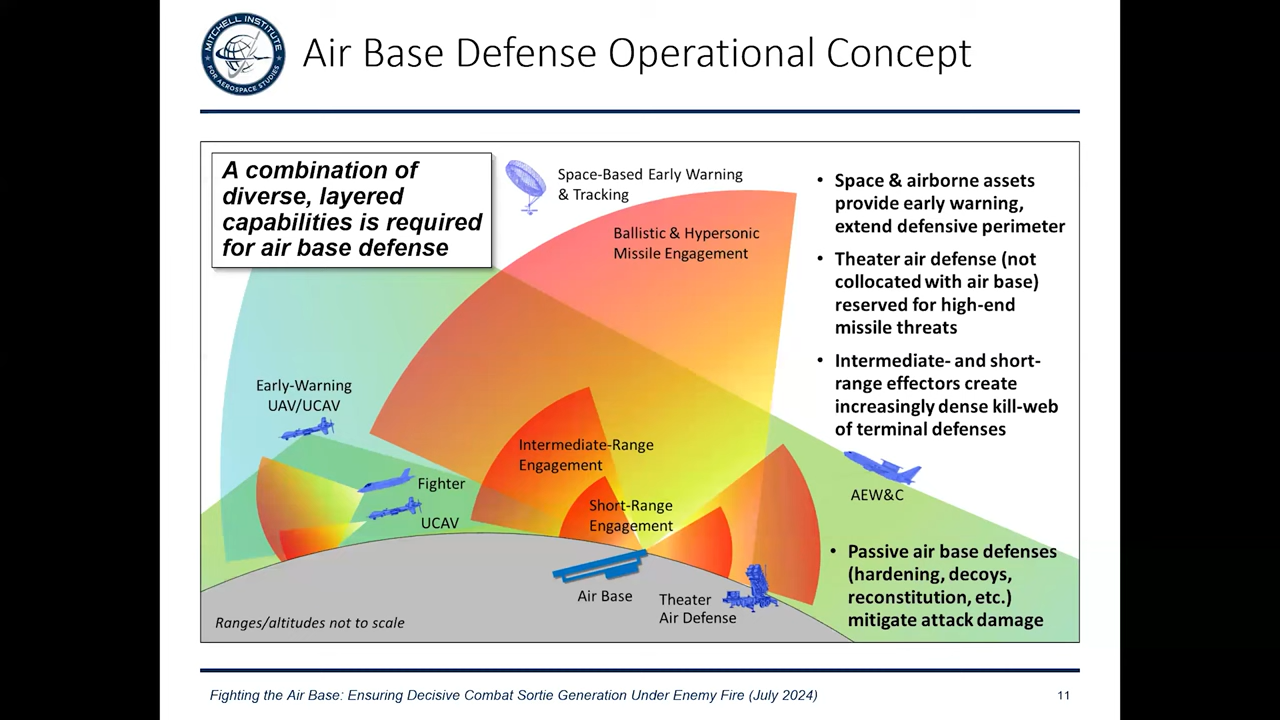 MITCHELL INSTITUTE
FOR AEROSPACE STUDIES
Air Base Defense Operational Concept
A combination of
diverse, layered
capabilities is required
for air base defense
Space-Based Early Warning
& Tracking
Ballistic & Hypersonic
Missile Engagement
Early-Warning
UAV/UCAV
Fighter
UCAV
Intermediate-Range
Engagement
Short-Range
Engagement
Air Base
Theater
Air Defense
AEW&C
Ranges/altitudes not to scale
• Space & airborne assets
provide early warning,
extend defensive perimeter
• Theater air defense (not
collocated with air base)
reserved for high-end
missile threats
• Intermediate- and short-
range effectors create
increasingly dense kill-web
of terminal defenses
• Passive air base defenses
(hardening, decoys,
reconstitution, etc.)
mitigate attack damage
Fighting the Air Base: Ensuring Decisive Combat Sortie Generation Under Enemy Fire (July 2024)
11